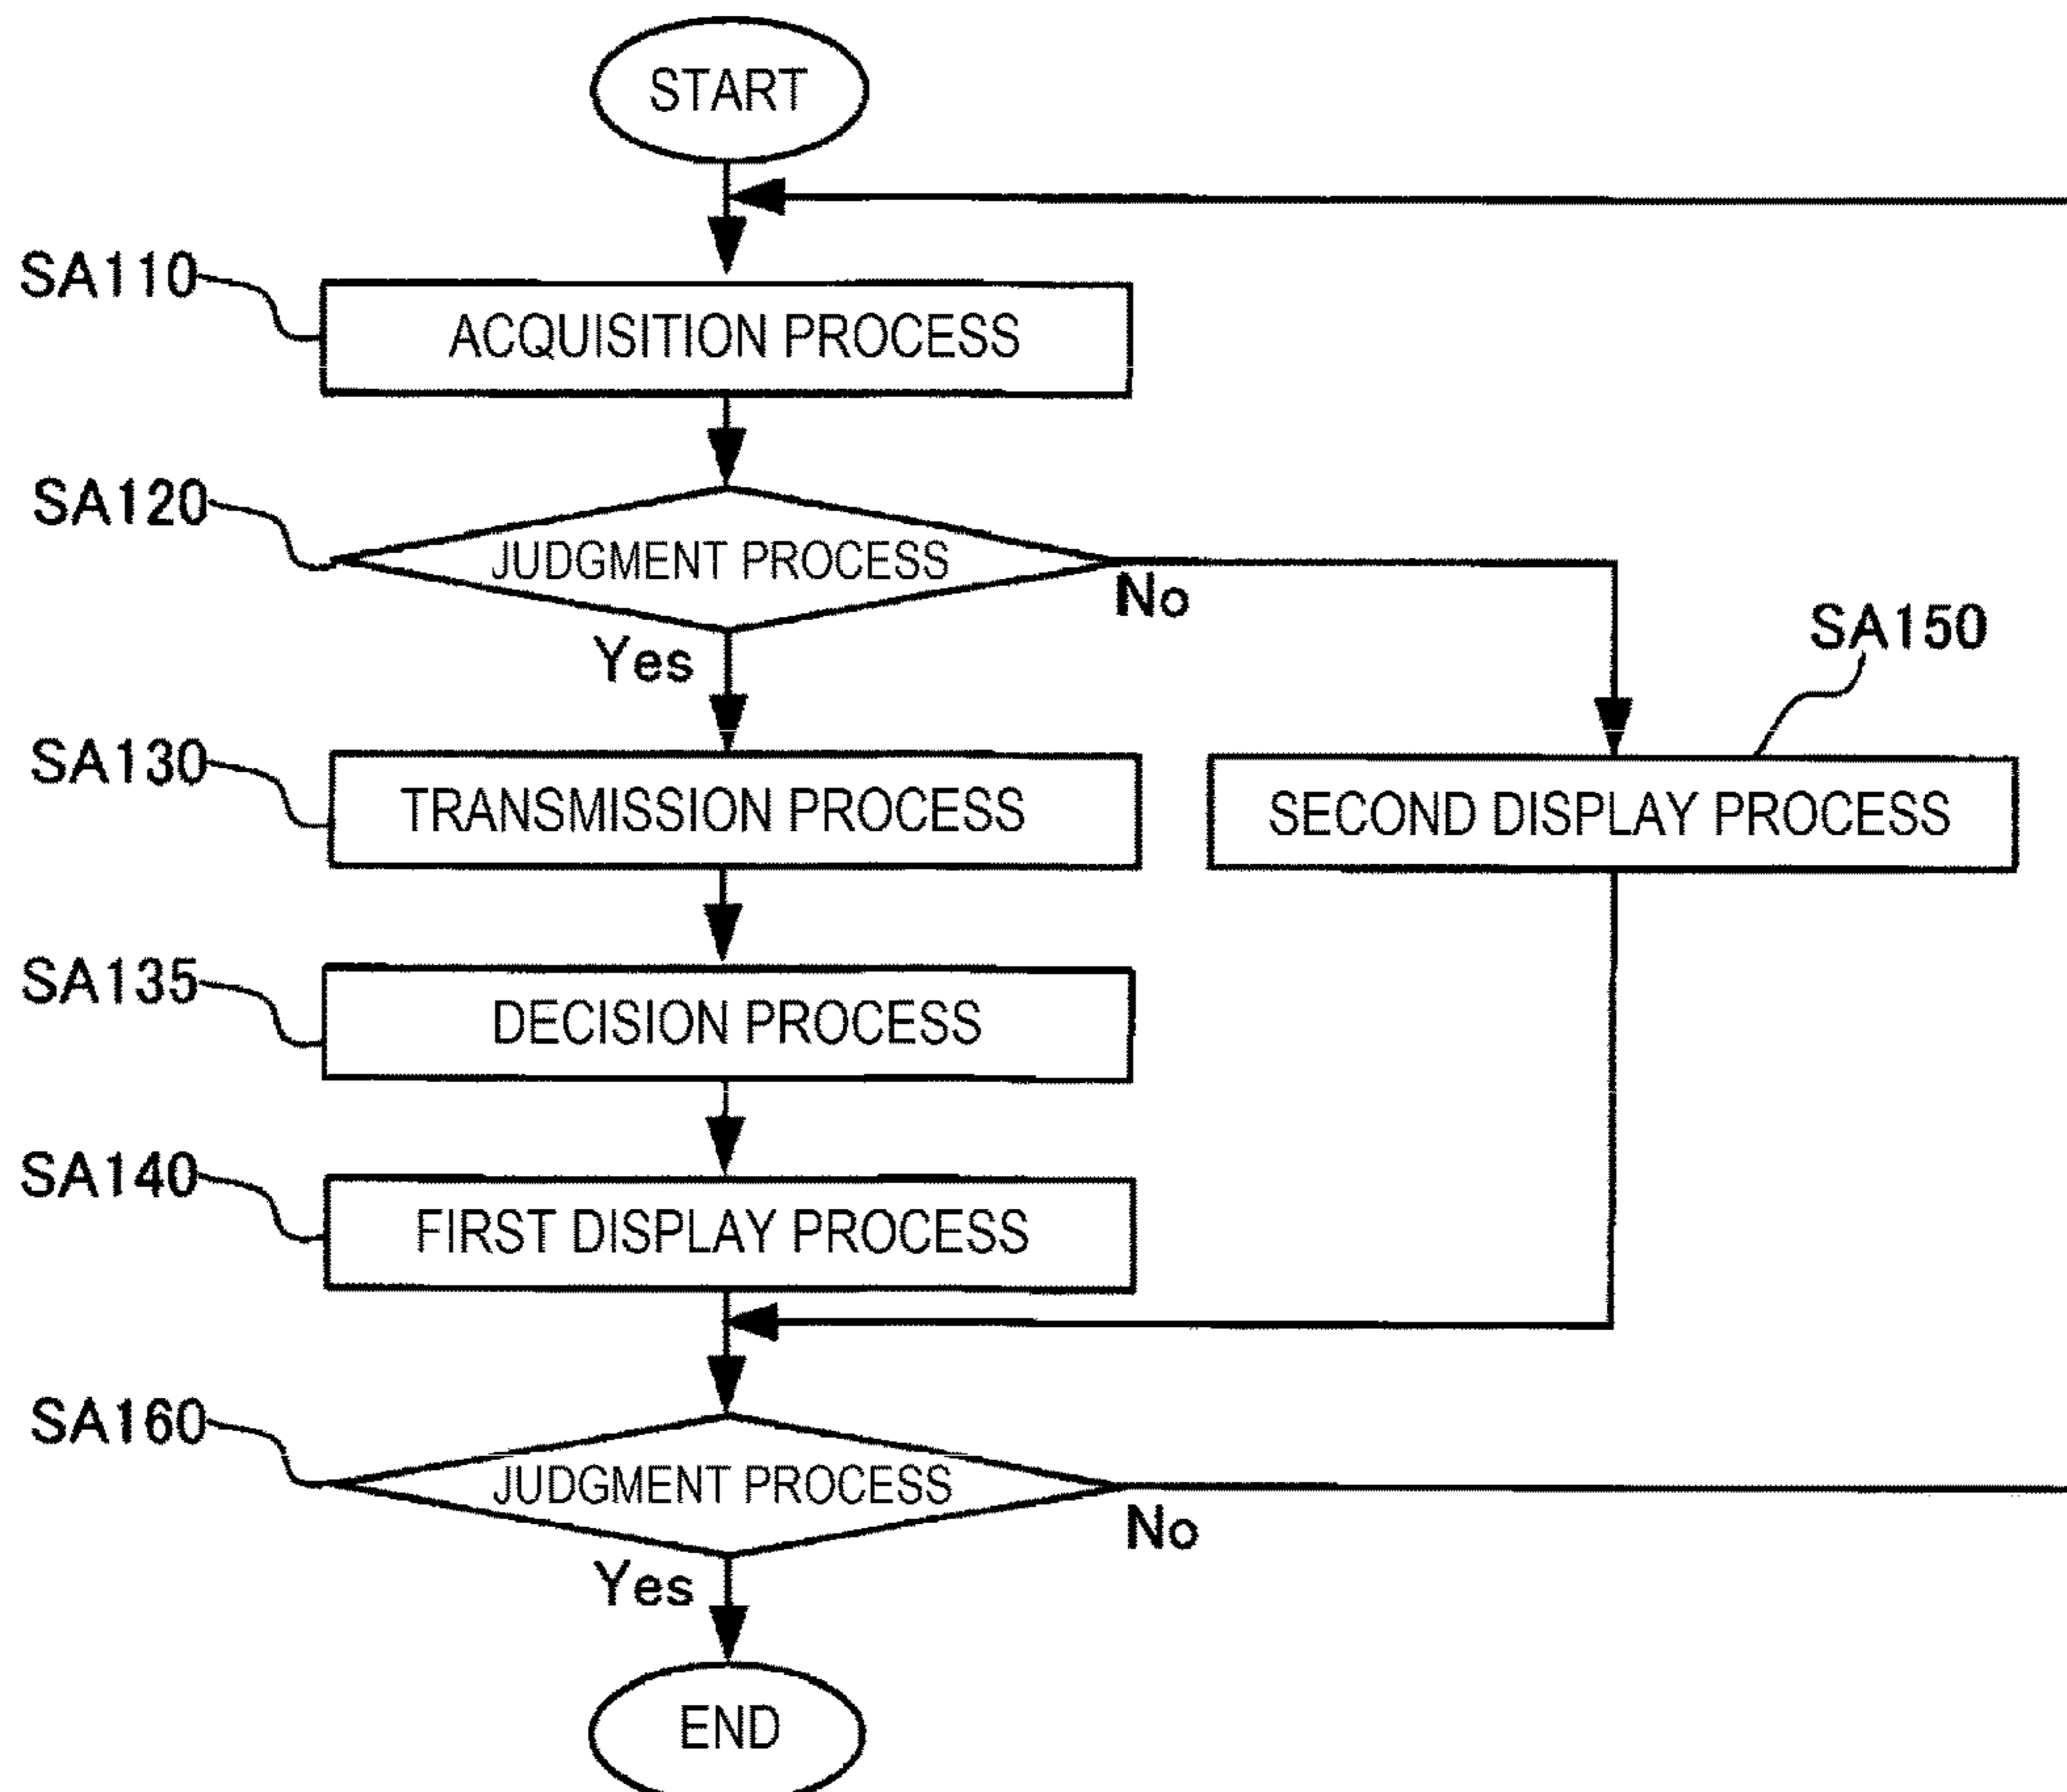 START
SA110
ACQUISITION PROCESS
SA120
JUDGMENT PROCESS
No
Yes
SA150
SA130
TRANSMISSION PROCESS
SECOND DISPLAY PROCESS
SA135
DECISION PROCESS
SA140
FIRST DISPLAY PROCESS
SA160
JUDGMENT PROCESS
No
Yes
END